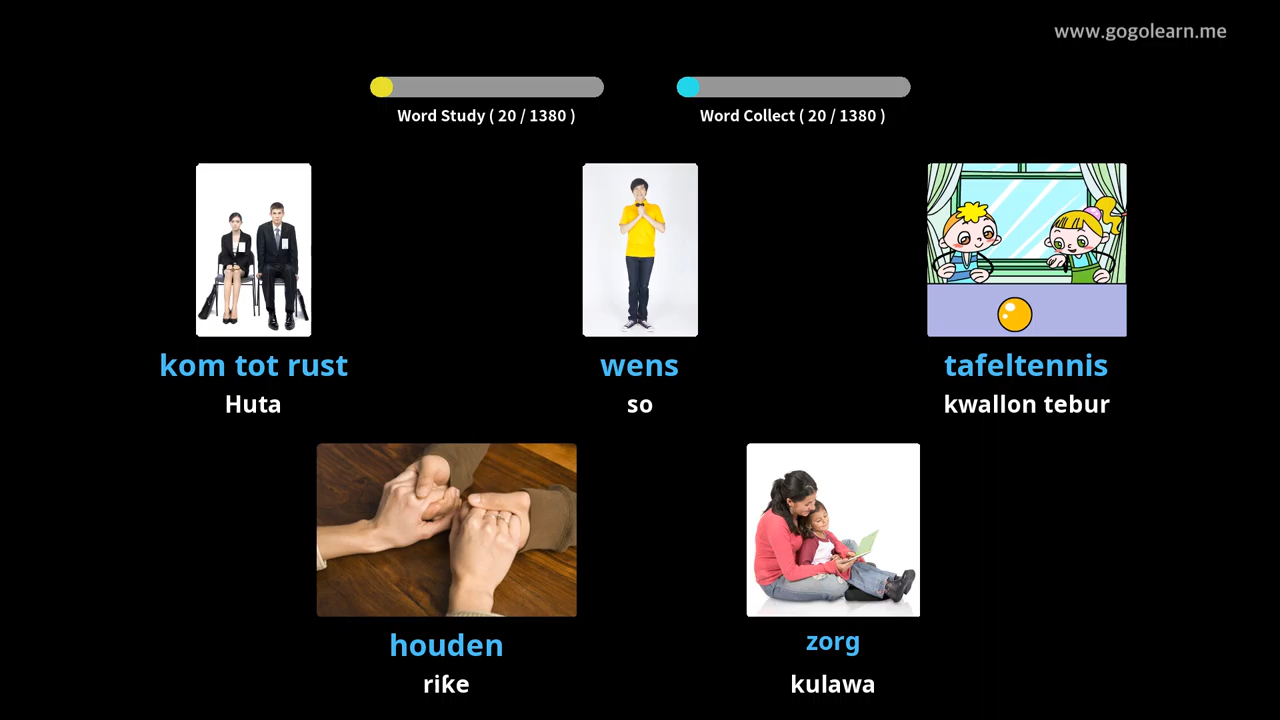 www.gogolearn.me
Word Study ( 20 / 1380 )
Word Collect ( 20 / 1380 )
kom tot rust
Huta
wens
so
tafeltennis
kwallon tebur
houden
riƙe
zorg
kulawa